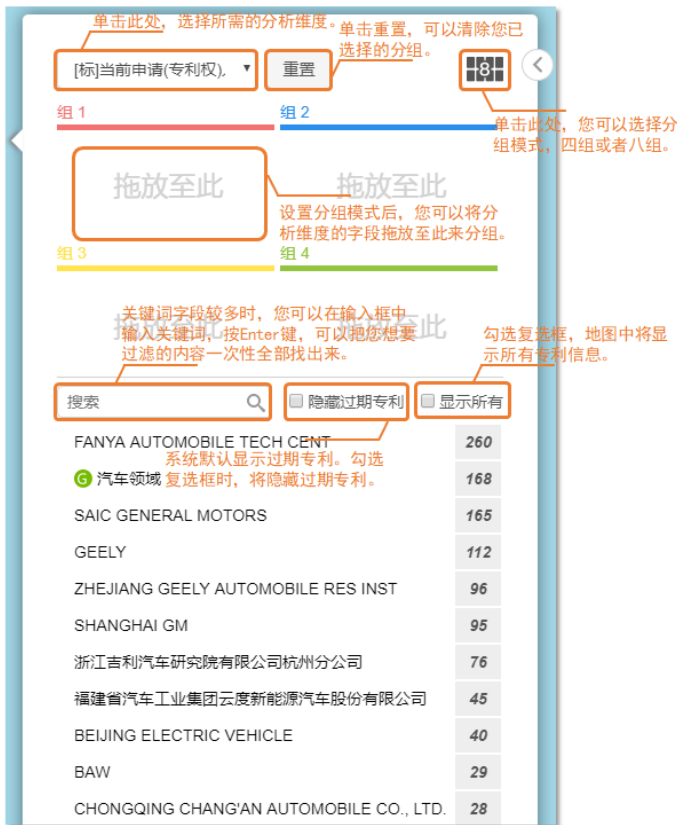 单击此处，选择所需的分析维度。
单击重置，可以清除您已
选择的分组。
[标]当前申请(专利权),
重置
8
组 1
组 2
单击此处，您可以选择分
组模式，四组或者八组。
拖放至此
拖放至此
设置分组模式后，您可以将分
析维度的字段拖放至此来分组。
组 3
组 4
拖放至此
拖放至此
关键词字段较多时，您可以在输入框中
输入关键词，按Enter键，可以把您想要
过滤的内容一次性全部找出来。
勾选复选框，地图中将显
示所有专利信息。
搜索
隐藏过期专利
显示所有
FANYA AUTOMOBILE TECH CENT 260
系统默认显示过期专利。勾选
复选框时，将隐藏过期专利。
G 汽车领域 168
SAIC GENERAL MOTORS 165
GEELY 112
ZHEJIANG GEELY AUTOMOBILE RES INST 96
SHANGHAI GM 95
浙江吉利汽车研究院有限公司杭州分公司 76
福建省汽车工业集团云度新能源汽车股份有限公司 45
BEIJING ELECTRIC VEHICLE 40
BAW 29
CHONGQING CHANG'AN AUTOMOBILE CO., LTD. 28